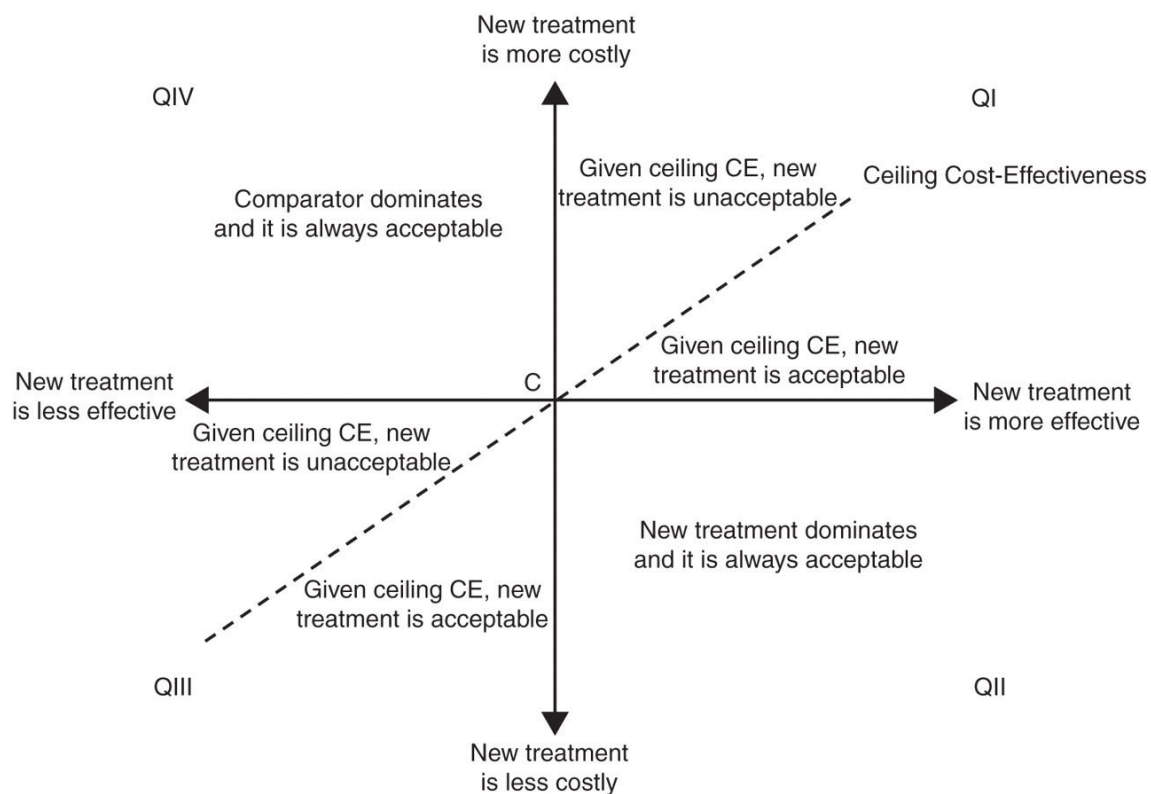 New treatment
is more costly
QIV
QI
Given ceiling CE, new
treatment is unacceptable
Ceiling Cost-Effectiveness
Comparator dominates
and it is always acceptable
Given ceiling CE, new
treatment is acceptable
C
New treatment
is less effective
New treatment
is more effective
Given ceiling CE, new
treatment is unacceptable
New treatment dominates
and it is always acceptable
Given ceiling CE, new
treatment is acceptable
QIII
QII
New treatment
is less costly